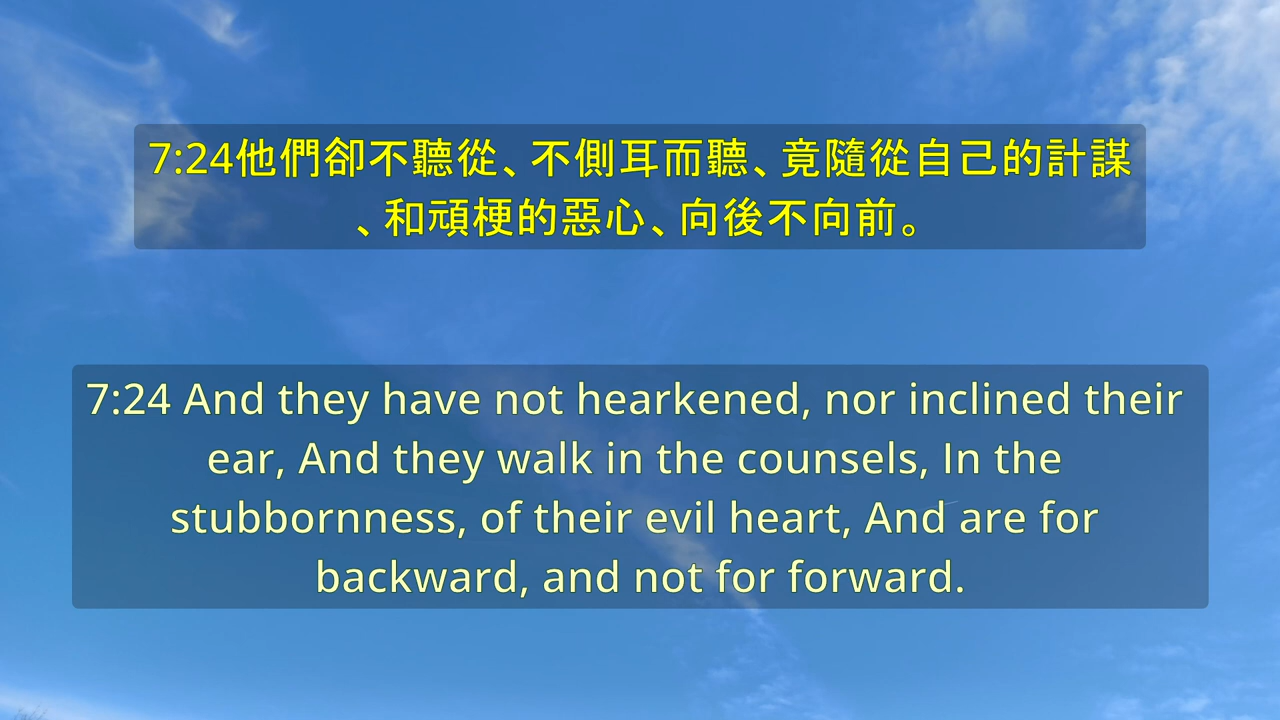 7:24他們卻不聽從、不側耳而聽、竟隨從自己的計謀
、和頑梗的惡心、向後不向前。
7:24 And they have not hearkened, nor inclined their
ear, And they walk in the counsels, In the
stubbornness, of their evil heart, And are for
backward, and not for forward.